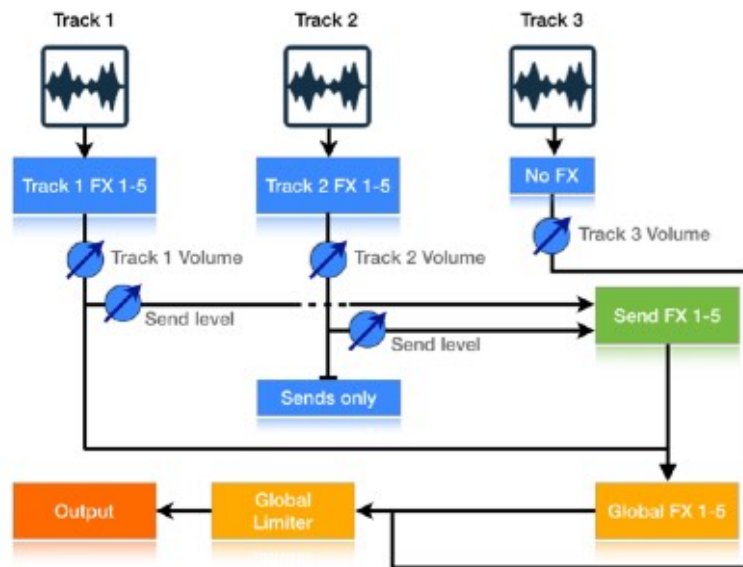 Track 1
Track 2
Track 3
Track 1 FX 1-5
Track 2 FX 1-5
No FX
Track 1 Volume
Track 2 Volume
Track 3 Volume
Send level
Send FX 1-5
Send level
Sends only
Output
Global
Limiter
Global FX 1-5